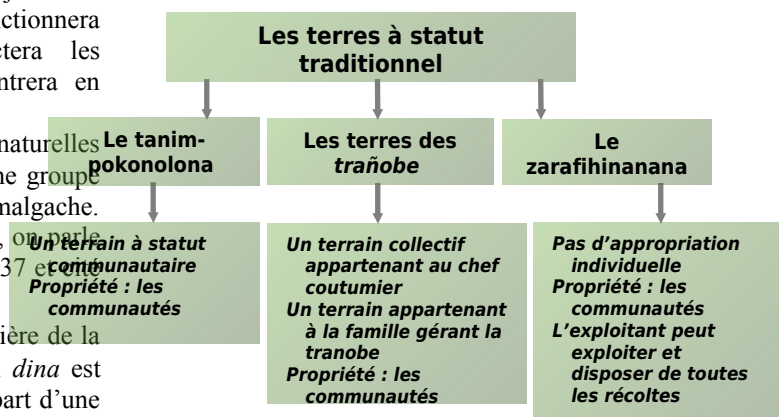 ctionnera
tera les
ntrera en
naturelles
ne groupe
malgache.
, on parle
37 et cité
ière de la
dina est
part d'une
Les terres à statut
traditionnel
Le tanim-
pokonolona
Les terres des
trañobe
Le
zarafihinanana
Un terrain à statut
communautaire
Propriété : les
communautés
Un terrain collectif
appartenant au chef
coutumier
Un terrain appartenant
à la famille gérant la
tranobe
Propriété : les
communautés
Pas d’appropriation
individuelle
Propriété : les
communautés
L’exploitant peut
exploiter et
disposer de toutes
les récoltes